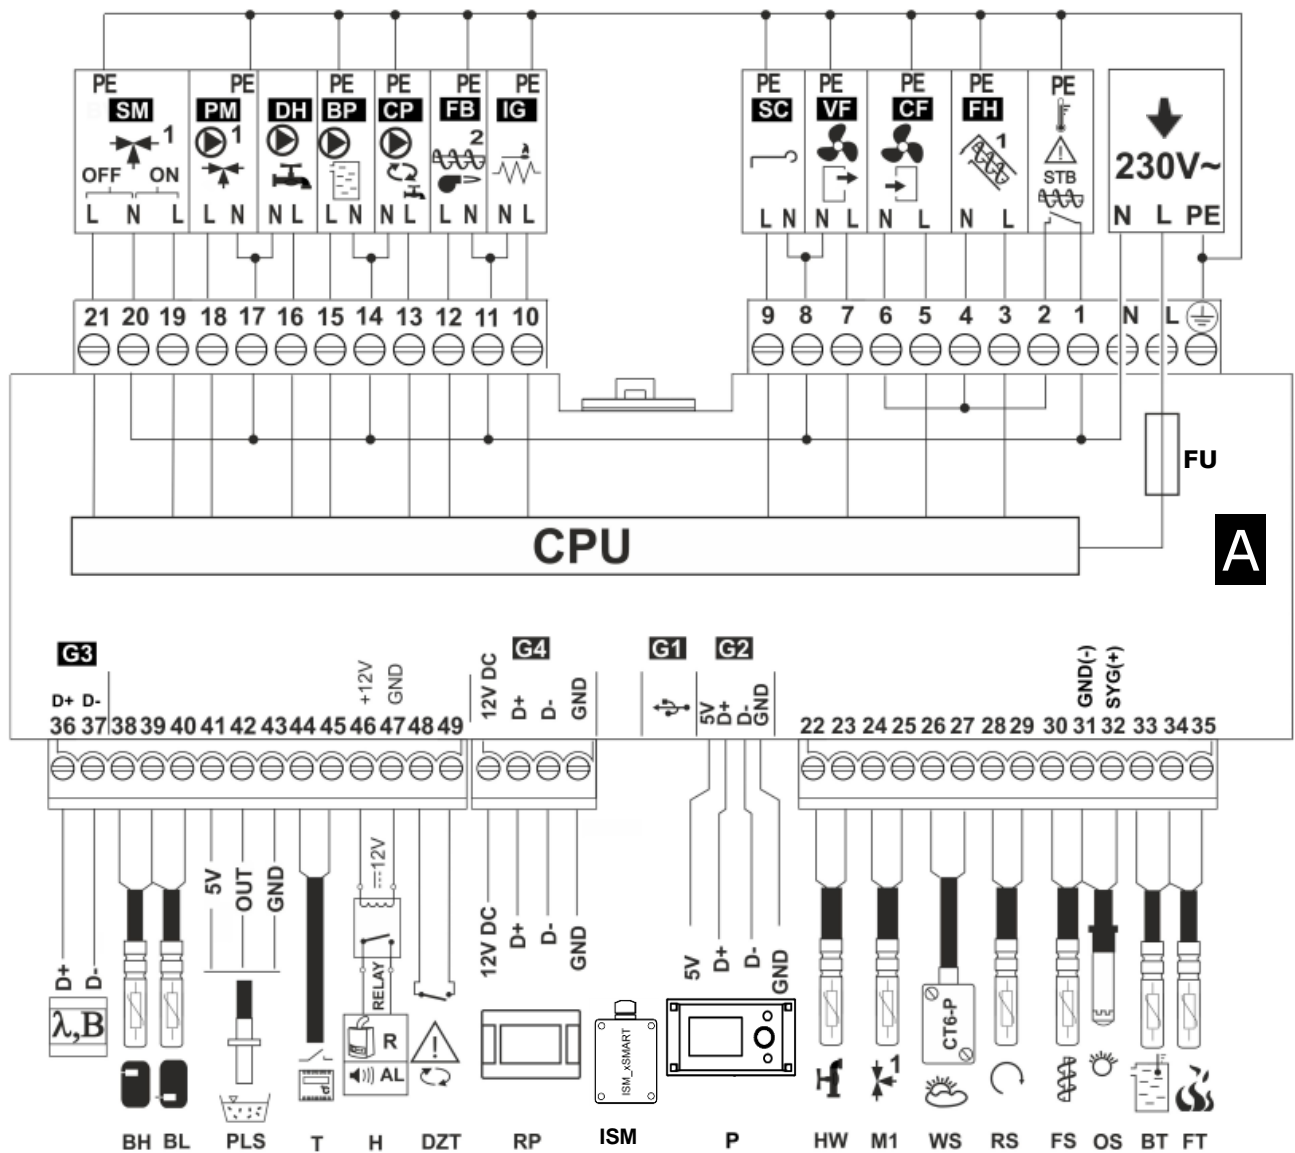 PE PE PE PE PE PE
SM PM DH BP CP FB IG
1 1 2
OFF ON
L N L L N N L L N N L L N N L
21 20 19 18 17 16 15 14 13 12 11 10
PE PE PE PE PE
SC VF CF FH
1
STB
230V~
L N N L N L N L N L PE
9 8 7 6 5 4 3 2 1 N L
FU
CPU
A
G3 G4 G1 G2
D+ D-
+12V GND
12V DC D+ D- GND
5V D+ D- GND
GND(-) SYG(+)
36 37 38 39 40 41 42 43 44 45 46 47 48 49
22 23 24 25 26 27 28 29 30 31 32 33 34 35
D+ D-
5V OUT GND
12V
RELAY
12V DC D+ D- GND
5V D+ D- GND
λ,B
R
AL
ISM_xSMART
CT6-P
1
BH BL PLS T H DZT RP ISM P HW M1 WS RS FS OS BT FT